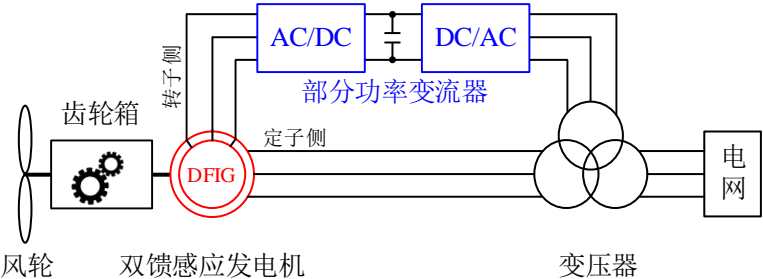 AC/DC
DC/AC
转子侧
部分功率变流器
齿轮箱
定子侧
DFIG
电网
风轮
双馈感应发电机
变压器